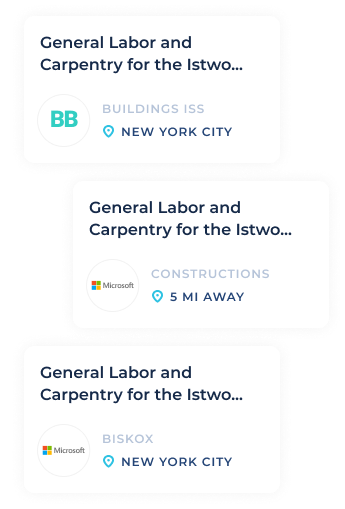 General Labor and
Carpentry for the Istwo...
BB
BUILDINGS ISS
NEW YORK CITY
General Labor and
Carpentry for the Istwo...
Microsoft
CONSTRUCTIONS
5 MI AWAY
General Labor and
Carpentry for the Istwo...
Microsoft
BISKOX
NEW YORK CITY